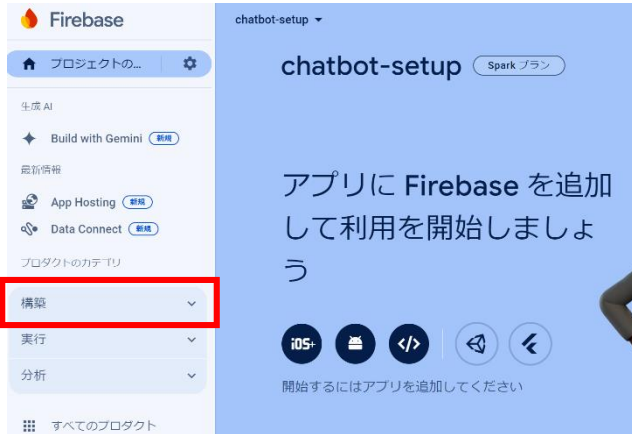 Firebase
プロジェクトの...
生成 AI
Build with Gemini 新規
最新情報
App Hosting 新規
Data Connect 新規
プロダクトのカテゴリ
構築
実行
分析
すべてのプロダクト
chatbot-setup
chatbot-setup Spark プラン
アプリに Firebase を追加
して利用を開始しましょ
う
iOS+
開始するにはアプリを追加してください